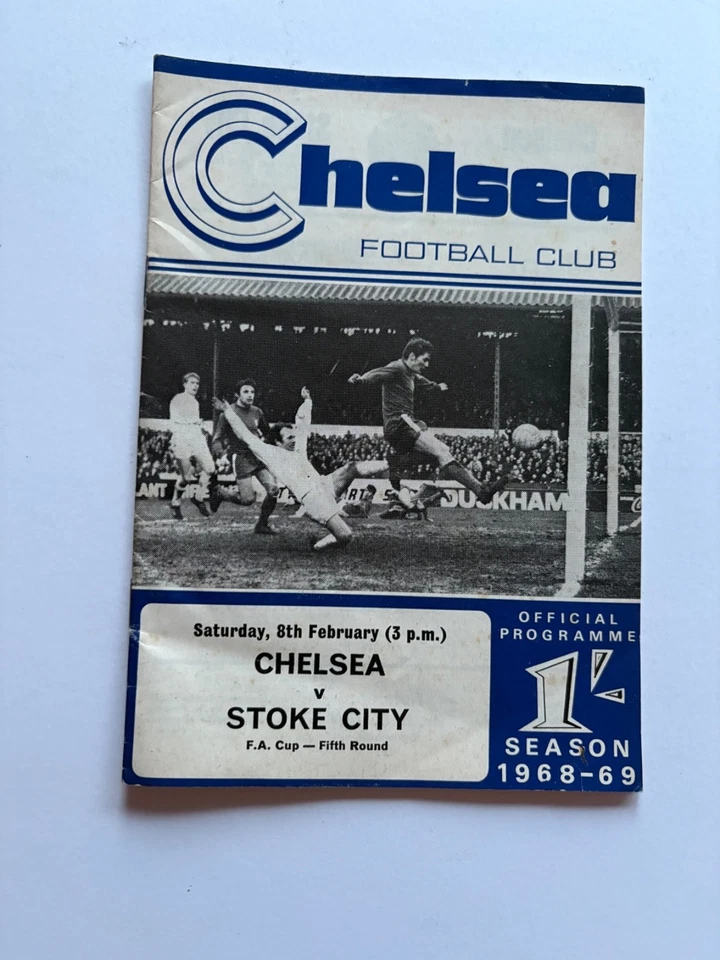 Chelsea
FOOTBALL CLUB
DUCKHAM
Saturday, 8th February (3 p.m.)
CHELSEA
v
STOKE CITY
F.A. Cup — Fifth Round
OFFICIAL
PROGRAMME
1'/-
SEASON
1968-69